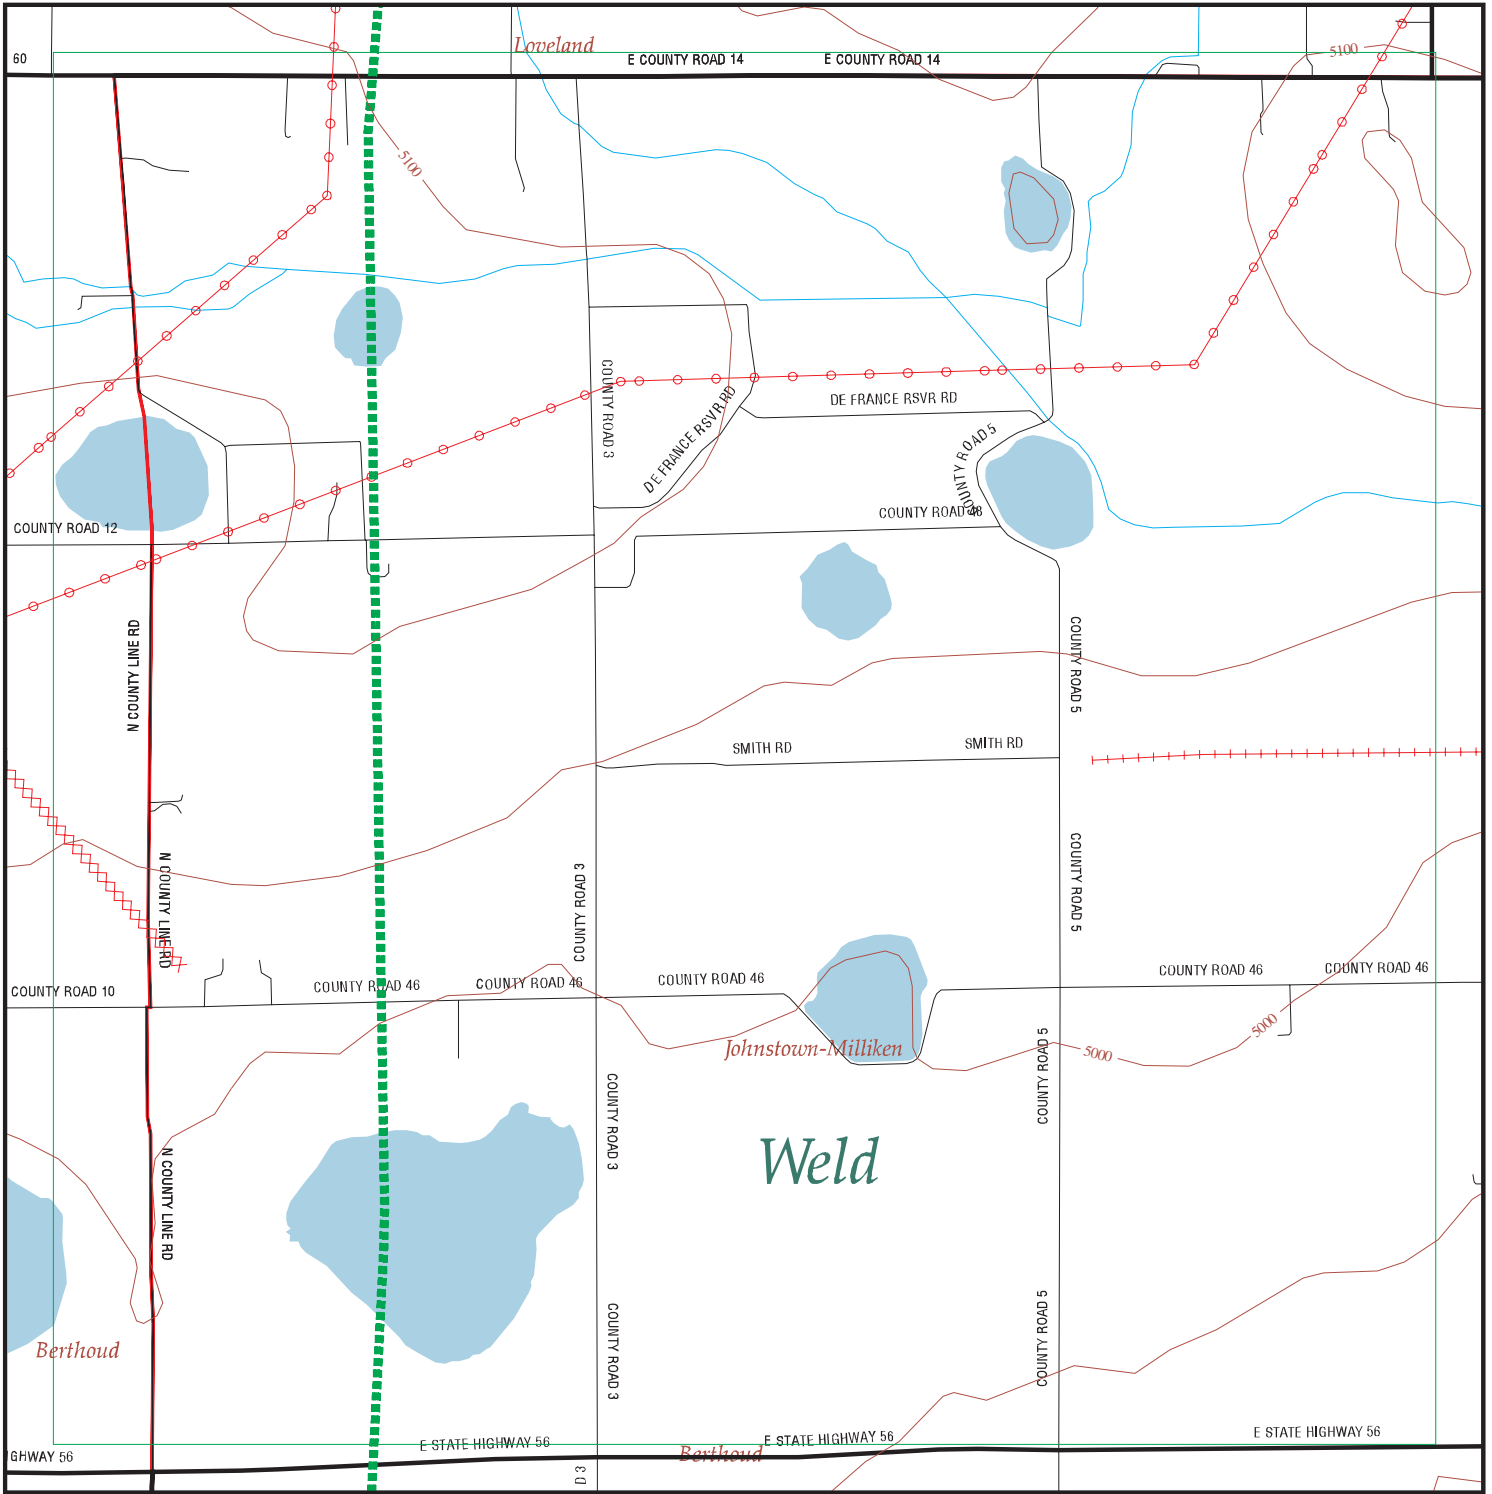 60
Loveland
E COUNTY ROAD 14
E COUNTY ROAD 14
5100
5100
COUNTY ROAD 3
DE FRANCE RSVR RD
DE FRANCE RSVR RD
COUNTY ROAD 5
COUNTY ROAD 12
COUNTY ROAD 48
N COUNTY LINE RD
COUNTY ROAD 5
SMITH RD
SMITH RD
N COUNTY LINE RD
COUNTY ROAD 3
COUNTY ROAD 5
COUNTY ROAD 10
COUNTY ROAD 46
COUNTY ROAD 46
COUNTY ROAD 46
COUNTY ROAD 46
COUNTY ROAD 46
5000
5000
Johnstown-Milliken
COUNTY ROAD 5
COUNTY ROAD 3
Weld
N COUNTY LINE RD
Berthoud
COUNTY ROAD 3
COUNTY ROAD 5
IGHWAY 56
E STATE HIGHWAY 56
Berthoud
E STATE HIGHWAY 56
E STATE HIGHWAY 56
D 3